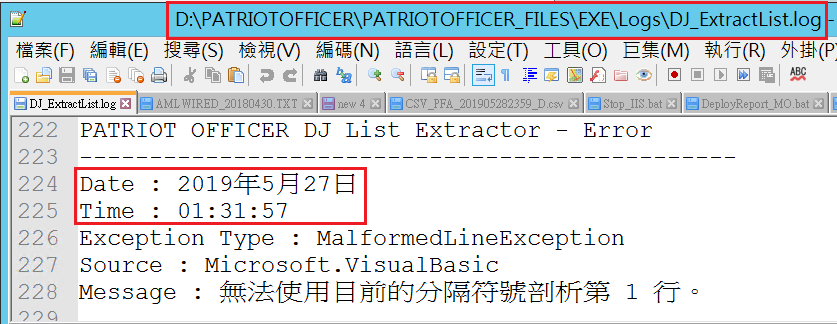 D:\PATRIOTOFFICER\PATRIOTOFFICER_FILES\EXE\Logs\DJ_ExtractList.log -
檔案(F) 編輯(E) 搜尋(S) 檢視(V) 編碼(N) 語言(L) 設定(T) 工具(O) 巨集(M) 執行(R) 外掛(P)
ABC
DJ_ExtractList.log AMLWIRED_20180430.TXT new 4 CSV_PFA_201905282359_D.csv Stop_IIS.bat DeployReport_MO.bat
222 PATRIOT OFFICER DJ List Extractor - Error
223 -----------------------------------------------
224 Date : 2019年5月27日
225 Time : 01:31:57
226 Exception Type : MalformedLineException
227 Source : Microsoft.VisualBasic
228 Message : 無法使用目前的分隔符號剖析第 1 行。